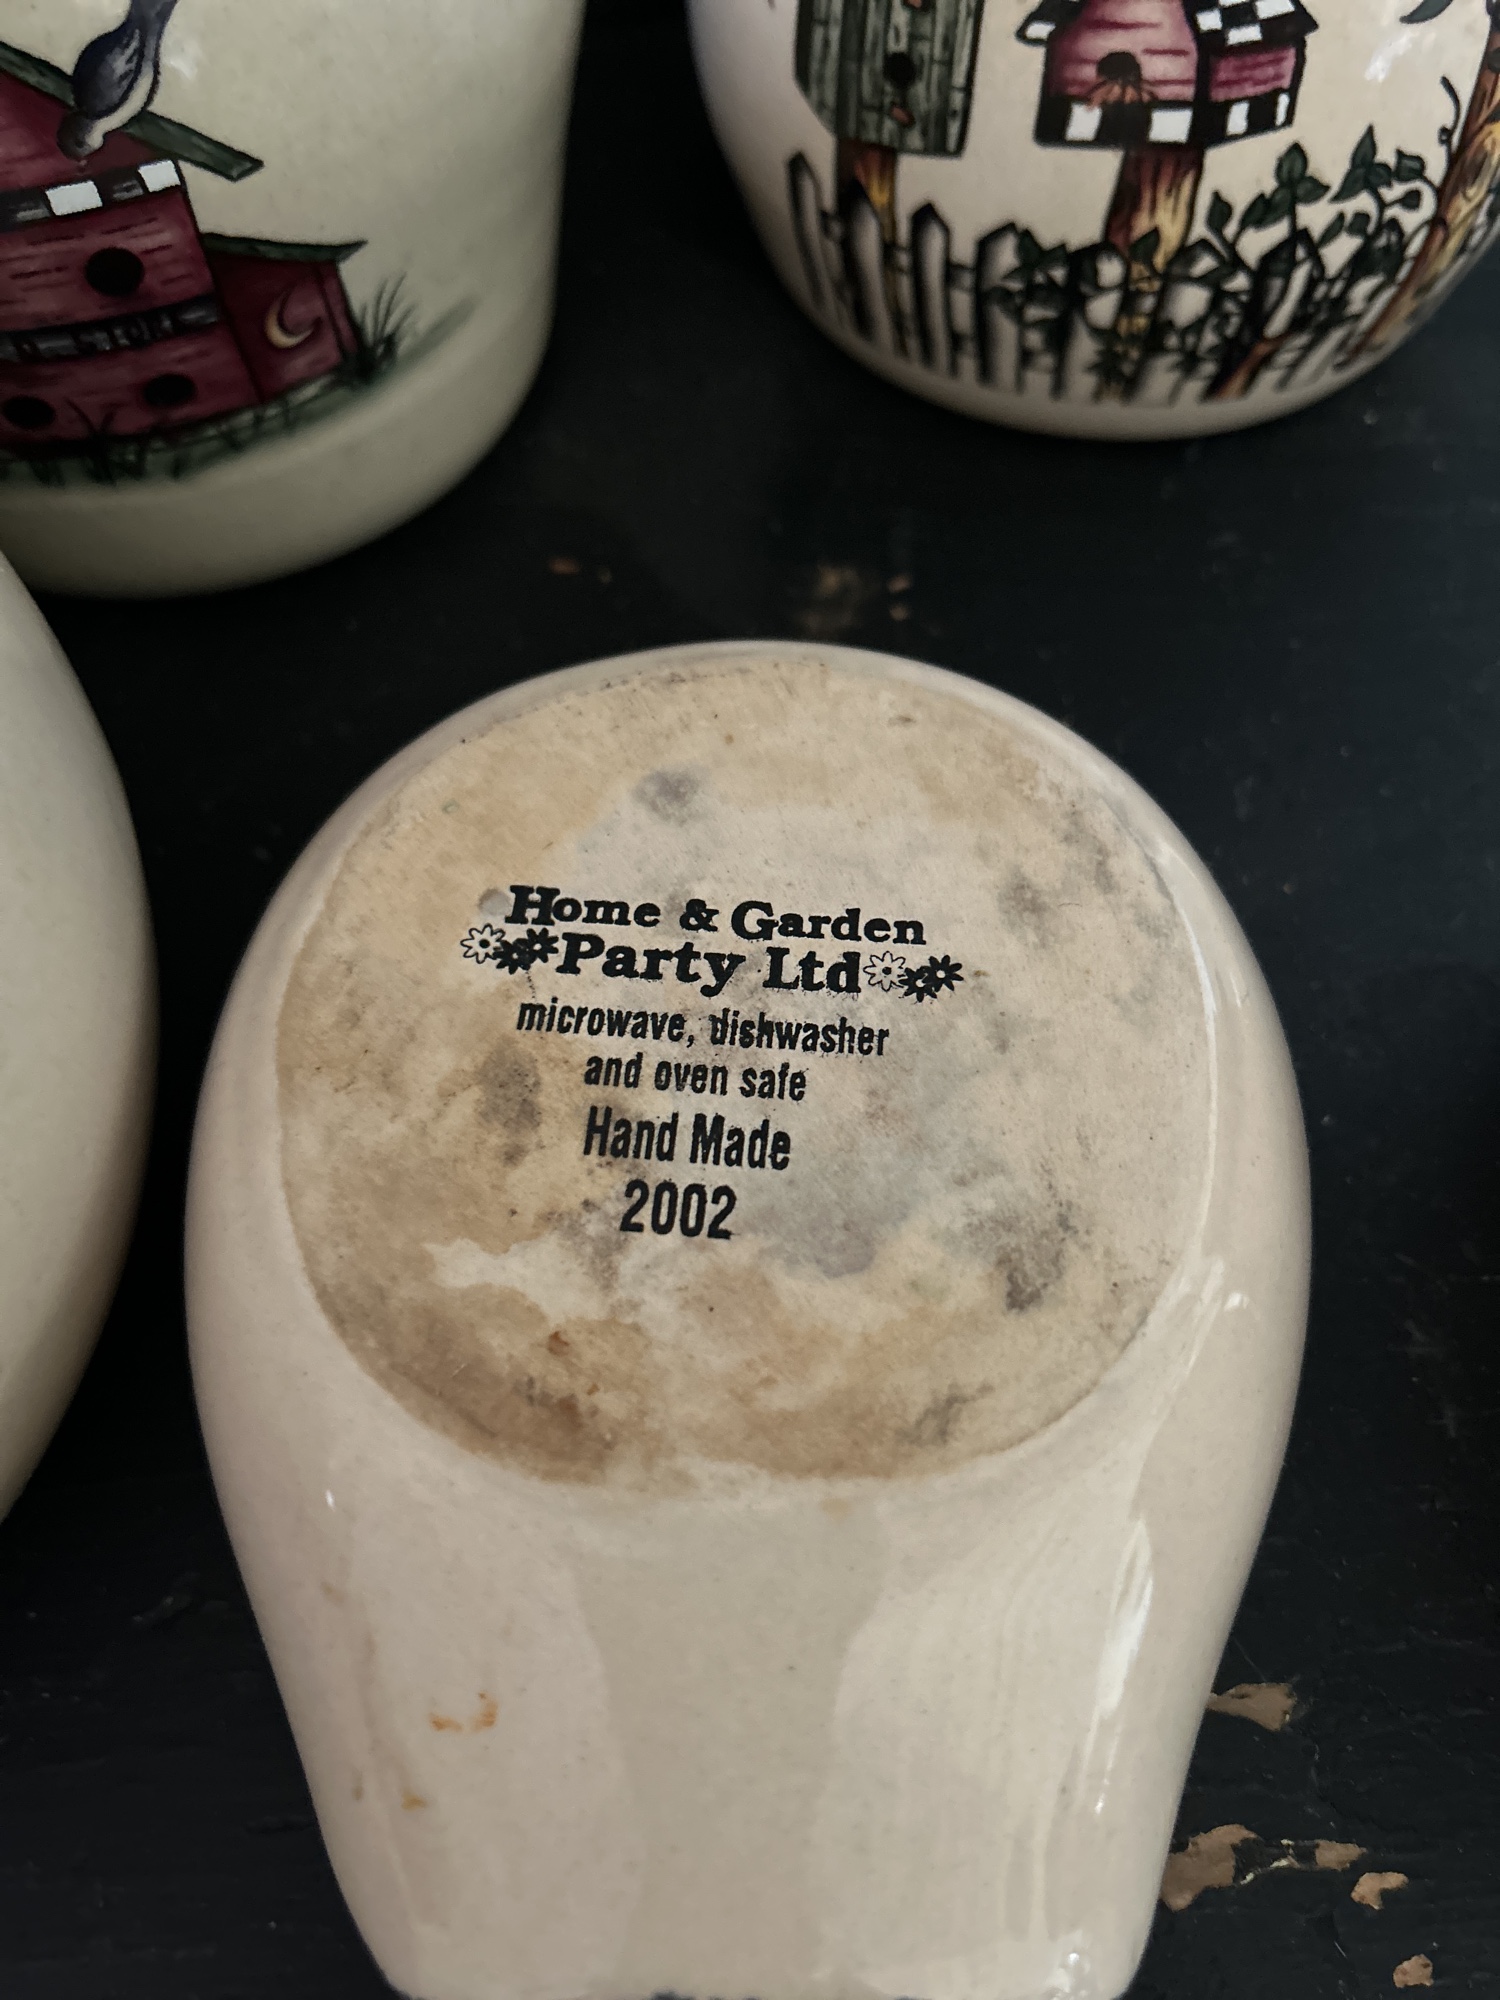 Home & Garden
Party Ltd
microwave, dishwasher
and oven safe
Hand Made
2002